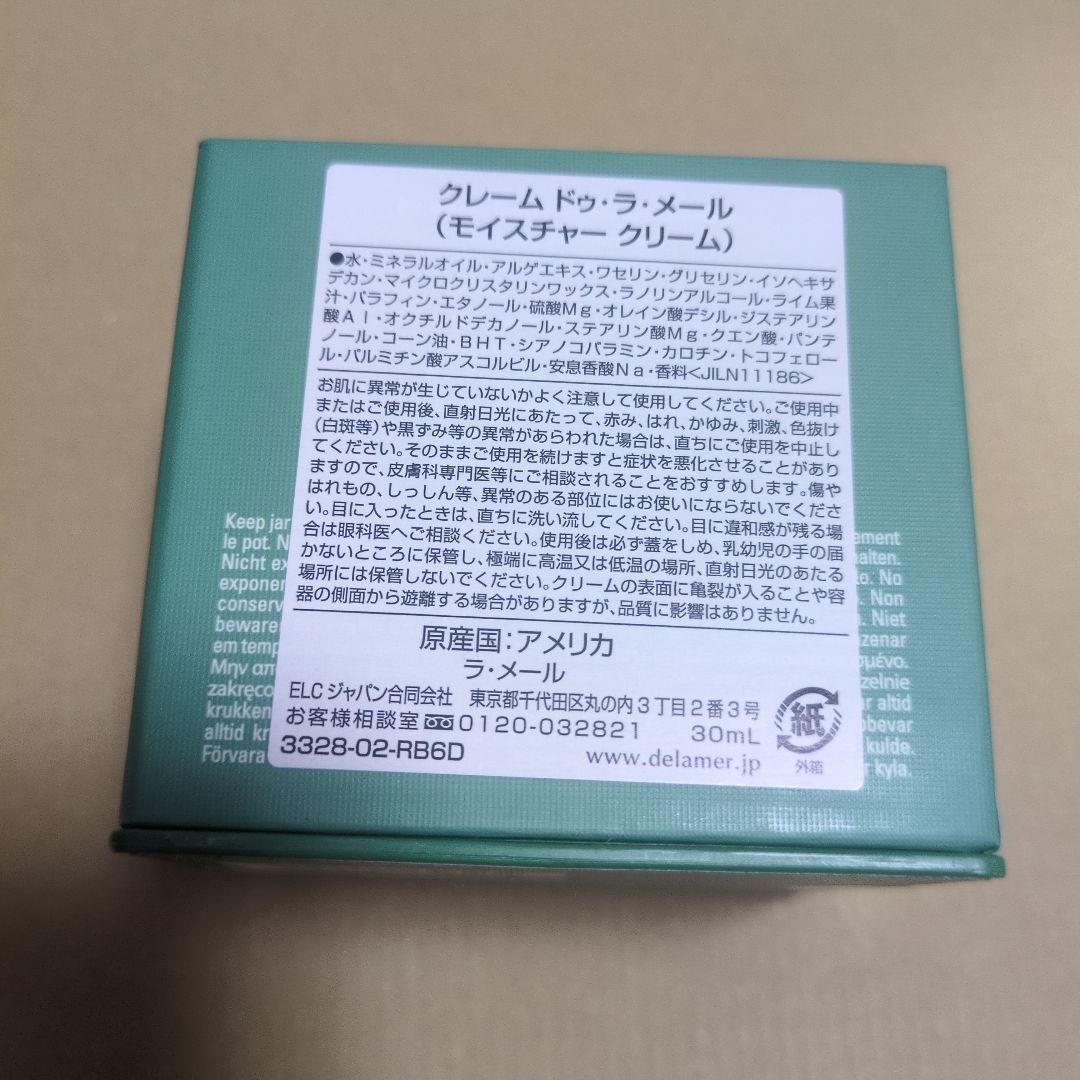 クレーム ドゥ・ラ・メール
（モイスチャー クリーム）
●水・ミネラルオイル・アルゲエキス・ワセリン・グリセリン・イソヘキサ
デカン・マイクロクリスタリンワックス・ラノリンアルコール・ライム果
汁・パラフィン・エタノール・硫酸Mg・オレイン酸デシル・ジステアリン
酸Al・オクチルドデカノール・ステアリン酸Mg・クエン酸・パンテ
ノール・コーン油・BHT・シアノコバラミン・カロチン・トコフェロー
ル・パルミチン酸アスコルビル・安息香酸Na・香料<JILN11186>
お肌に異常が生じていないかよく注意して使用してください。ご使用中
またはご使用後、直射日光にあたって、赤み、はれ、かゆみ、刺激、色抜け
（白斑等）や黒ずみ等の異常があらわれた場合は、直ちにご使用を中止し
てください。そのままご使用を続けますと症状を悪化させることがあり
ますので、皮膚科専門医等にご相談されることをおすすめします。傷や
はれもの、しっしん等、異常のある部位にはお使いにならないでくださ
い。目に入ったときは、直ちに洗い流してください。目に違和感が残る場
合は眼科医へご相談ください。使用後は必ず蓋をしめ、乳幼児の手の届
かないところに保管し、極端に高温又は低温の場所、直射日光のあたる
場所には保管しないでください。クリームの表面に亀裂が入ることや容
器の側面から遊離する場合がありますが、品質に影響はありません。
原産国：アメリカ
ラ・メール
ELC ジャパン合同会社 東京都千代田区丸の内3丁目2番3号
お客様相談室 0120-032821 30mL
3328-02-RB6D www.delamer.jp
紙
外箱
Keep jar
le pot. N
Nicht ex
halten.
exponer
to. No
conserv
Non
beware
Niet
em temp
Μην απ
zakręco
krukken
altid
alltid kr
kulde.
Förvara
kyla.